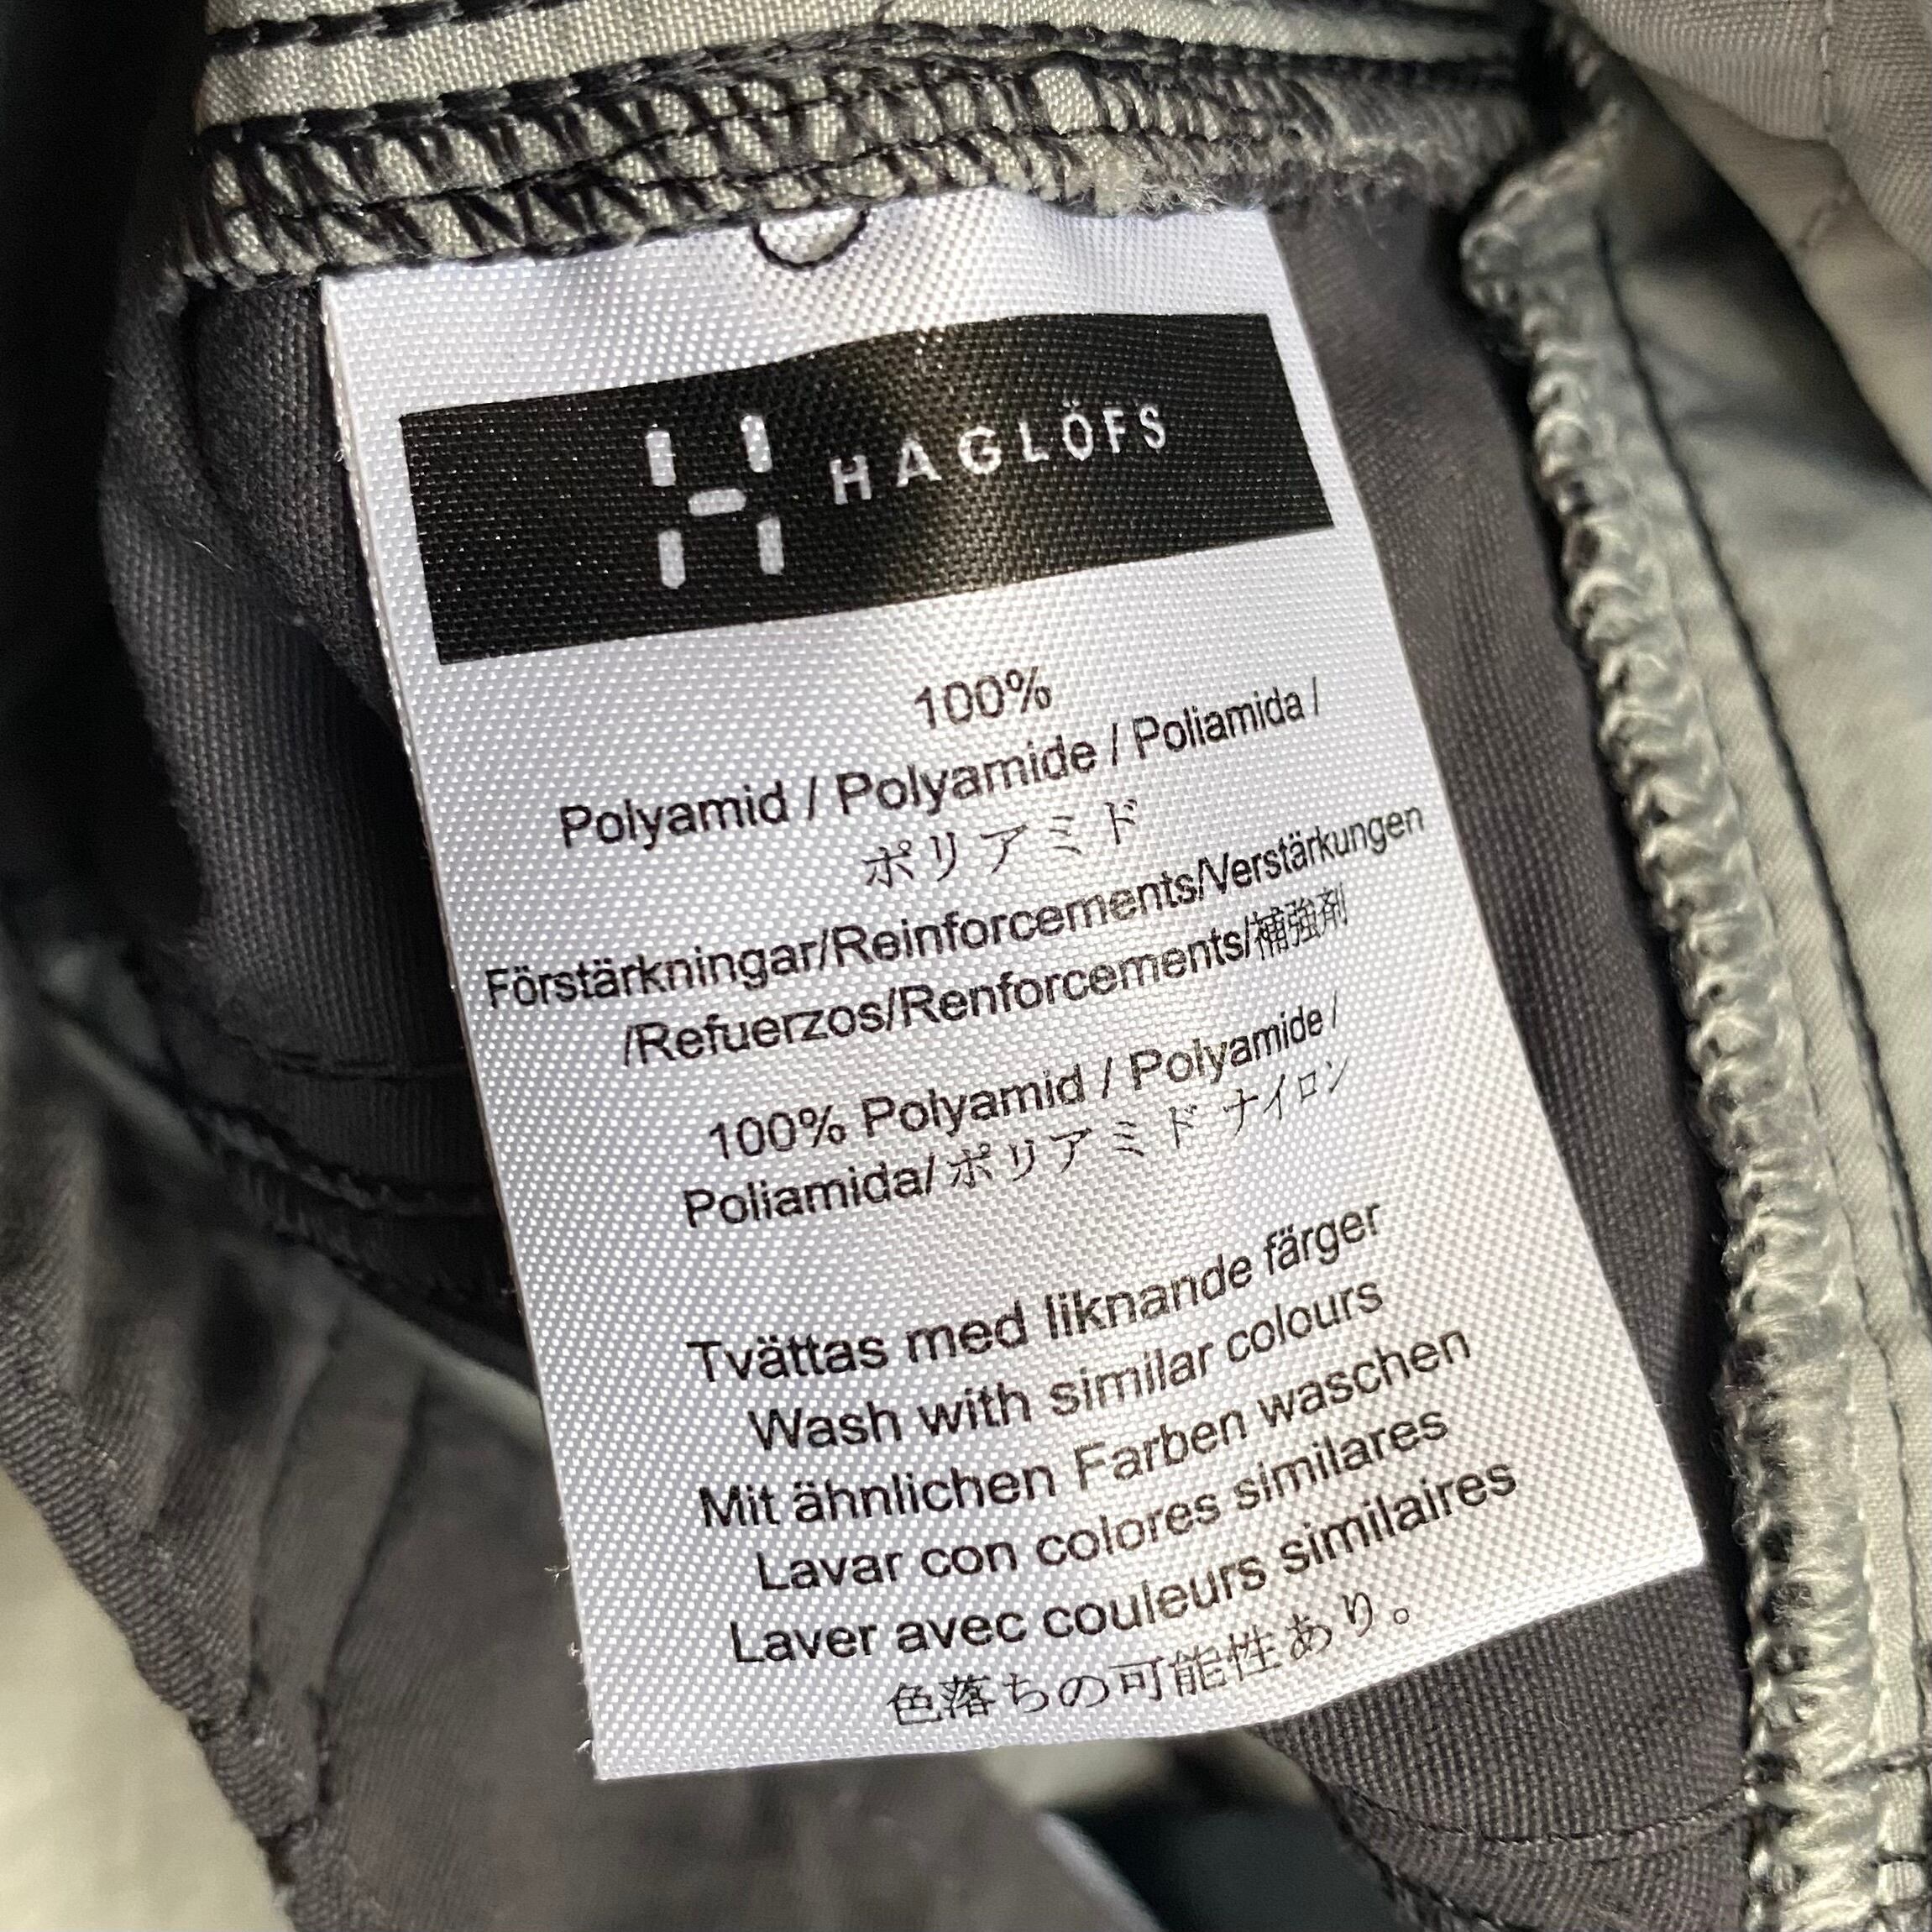 HAGLÖFS
100%
Polyamid / Polyamide / Poliamida /
ポリアミド
Förstärkningar/Reinforcements/Verstärkungen
/Refuerzos/Renforcements/補強剤
100% Polyamid / Polyamide /
Poliamida/ ポリアミド ナイロン
Tvättas med liknande färger
Wash with similar colours
Mit ähnlichen Farben waschen
Lavar con colores similares
Laver avec couleurs similaires
色落ちの可能性あり。